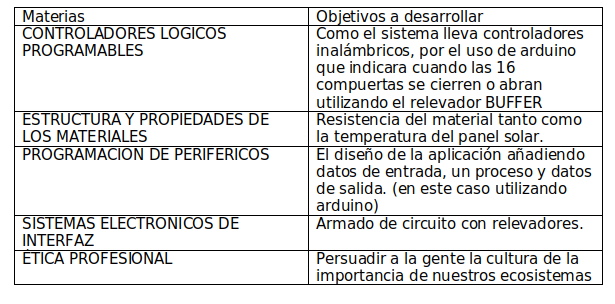 Materias
Objetivos a desarrollar
CONTROLADORES LOGICOS
PROGRAMABLES
Como el sistema lleva controladores
inalámbricos, por el uso de arduino
que indicara cuando las 16
compuertas se cierren o abran
utilizando el relevador BUFFER
ESTRUCTURA Y PROPIEDADES DE
LOS MATERIALES
Resistencia del material tanto como
la temperatura del panel solar.
PROGRAMACION DE PERIFERICOS
El diseño de la aplicación añadiendo
datos de entrada, un proceso y datos
de salida. (en este caso utilizando
arduino)
SISTEMAS ELECTRONICOS DE
INTERFAZ
Armado de circuito con relevadores.
ÉTICA PROFESIONAL
Persuadir a la gente la cultura de la
importancia de nuestros ecosistemas